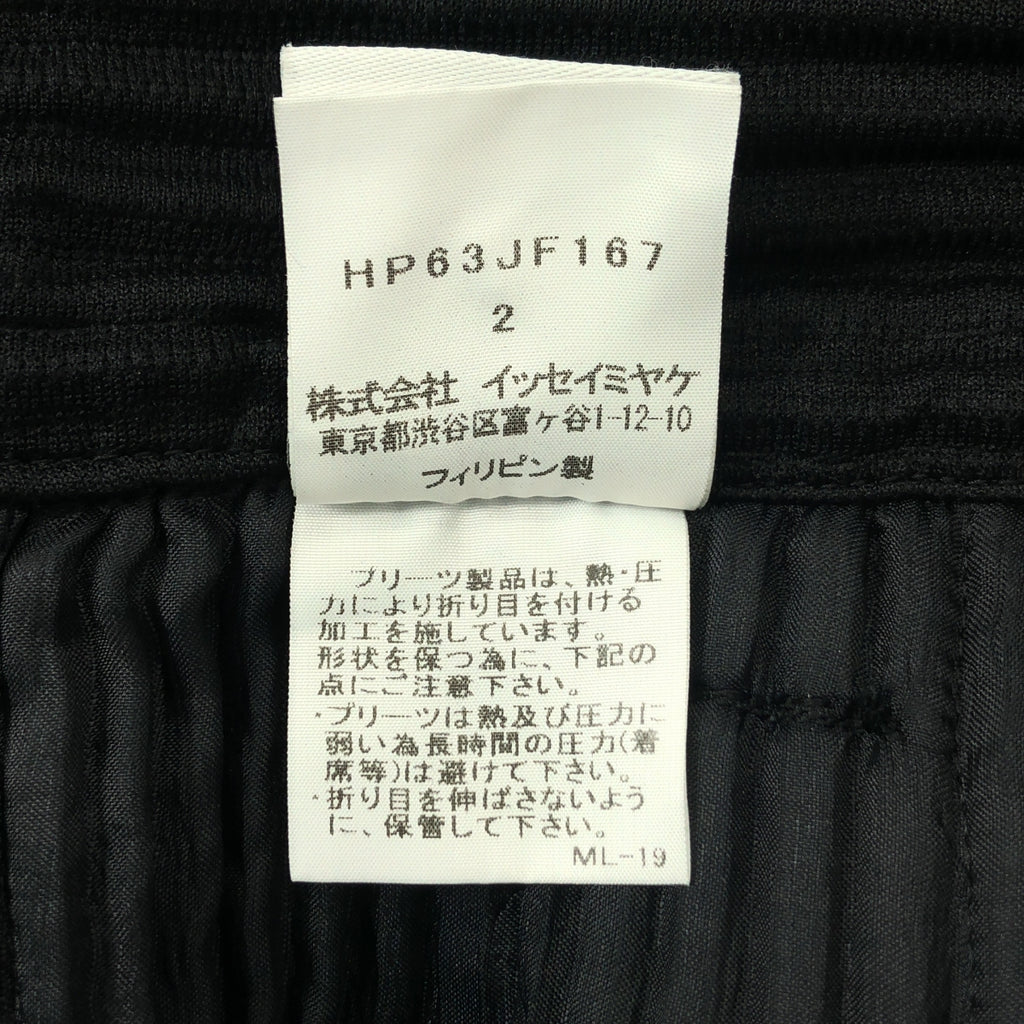 HP63JF167
2
株式会社 イッセイミヤケ
東京都渋谷区富ヶ谷1-12-10
フィリピン製
プリーツ製品は、熱・圧
力により折り目を付ける
加工を施しています。
形状を保つ為に、下記の
点にご注意下さい。
・プリーツは熱及び圧力に
弱い為長時間の圧力(着
席等)は避けて下さい。
・折り目を伸ばさないよう
に、保管して下さい。
ML-19